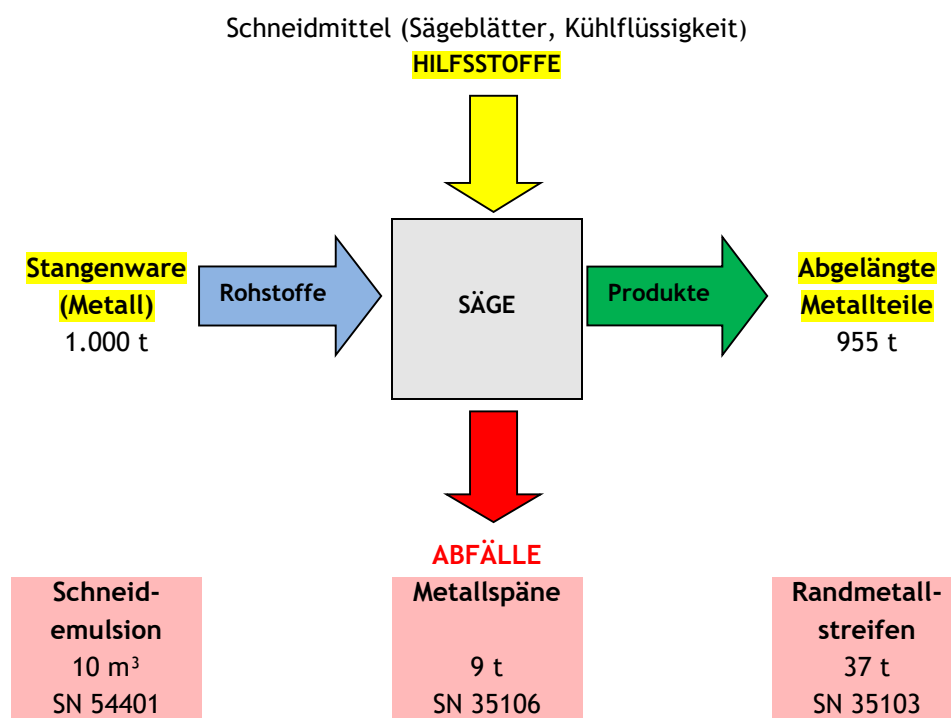 Schneidmittel (Sägeblätter, Kühlflüssigkeit)
HILFSSTOFFE
Stangenware
(Metall)
1.000 t
Rohstoffe
SÄGE
Produkte
Abgelängte
Metallteile
955 t
ABFÄLLE
Schneid-
emulsion
10 m³
SN 54401
Metallspäne
9 t
SN 35106
Randmetall-
streifen
37 t
SN 35103